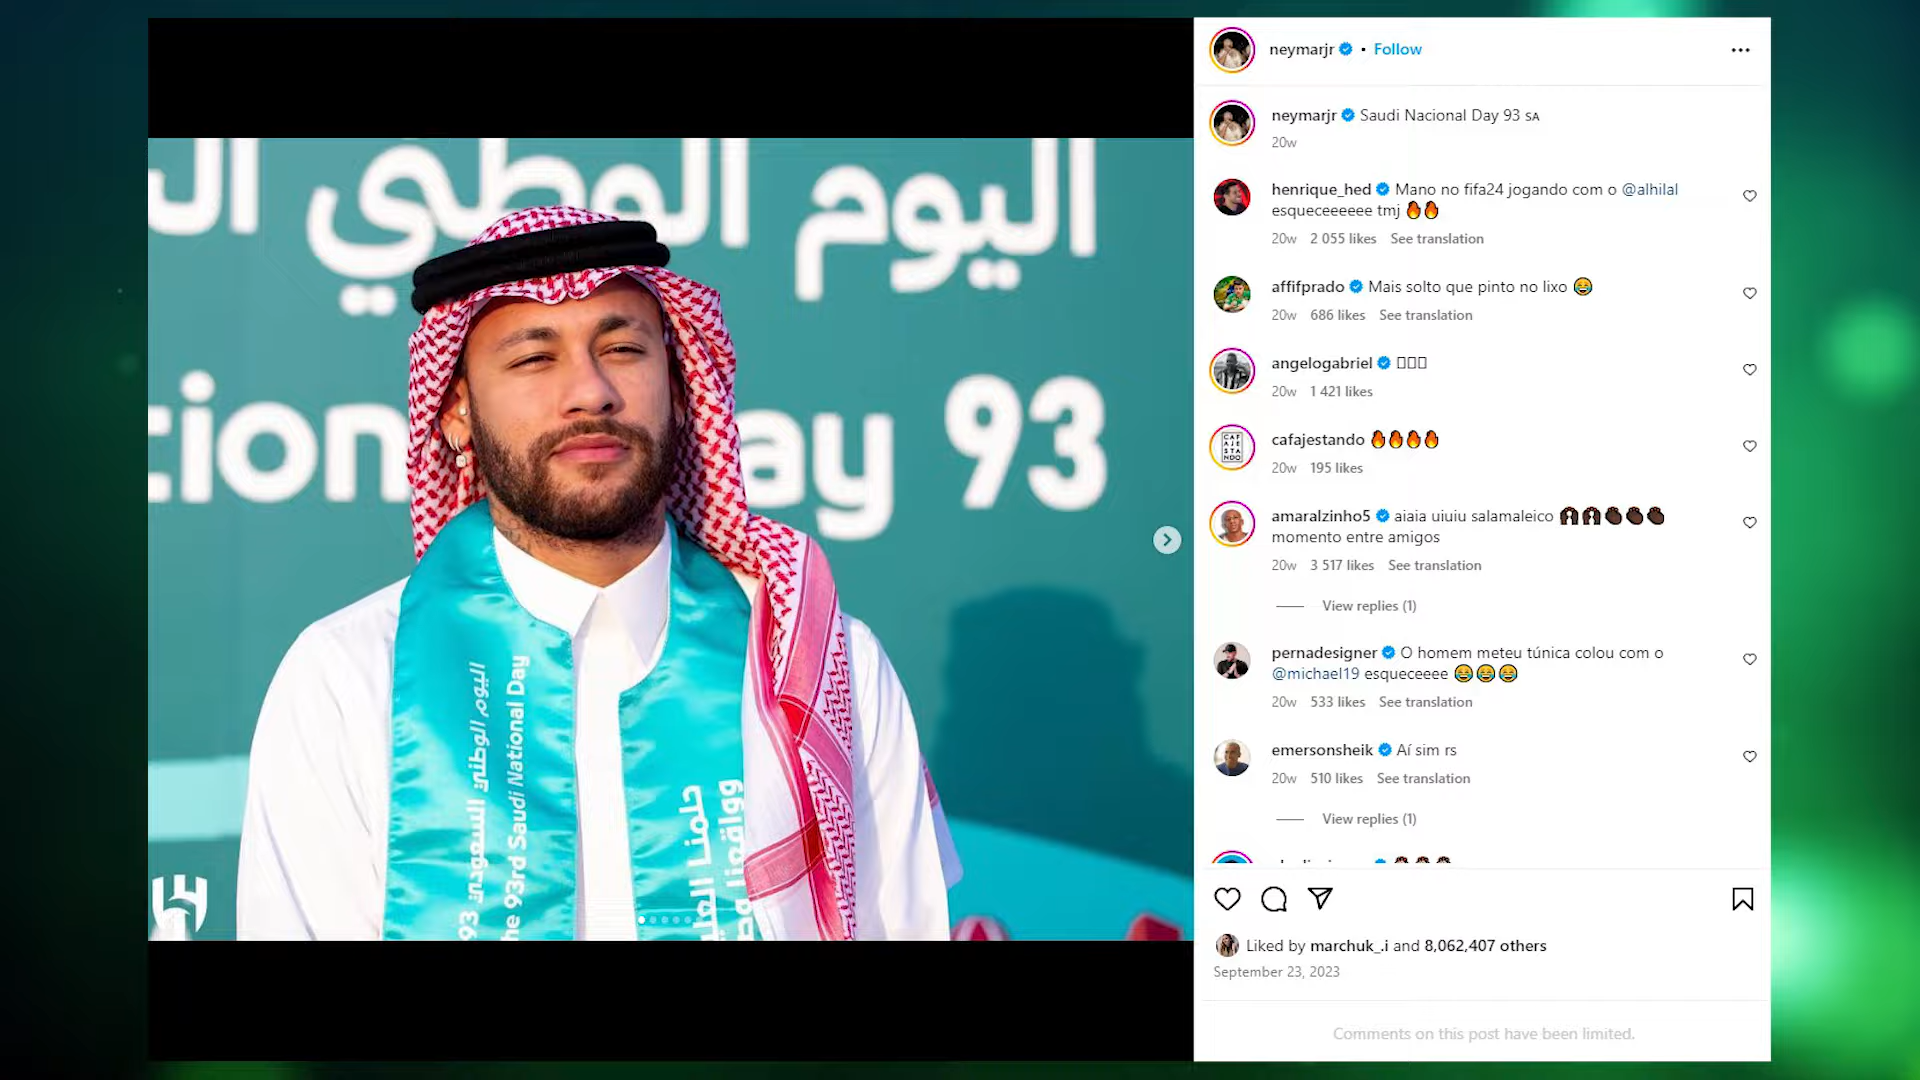 اليوم الوطني
tion
ay 93
اليوم الوطني السعودي 93
he 93rd Saudi National Day
neymarjr • Follow
neymarjr Saudi Nacional Day 93 SA
20w
henrique_hed Mano no fifa24 jogando com o @alhilal
esqueceeeeee tmj 🔥🔥
20w 2 055 likes See translation
affifprado Mais solto que pinto no lixo 😂
20w 686 likes See translation
angelogabriel
20w 1 421 likes
CAF
AJE
STA
NDO
cafajestando 🔥🔥🔥🔥
20w 195 likes
amaralzinho5 aiaia uiuiu salamaleico
momento entre amigos
20w 3 517 likes See translation
View replies (1)
pernadesigner O homem meteu túnica colou com o
@michael19 esqueceeee 😂😂😂
20w 533 likes See translation
emersonsheik Aí sim rs
20w 510 likes See translation
View replies (1)
Liked by marchuk_.i and 8,062,407 others
September 23, 2023
Comments on this post have been limited.